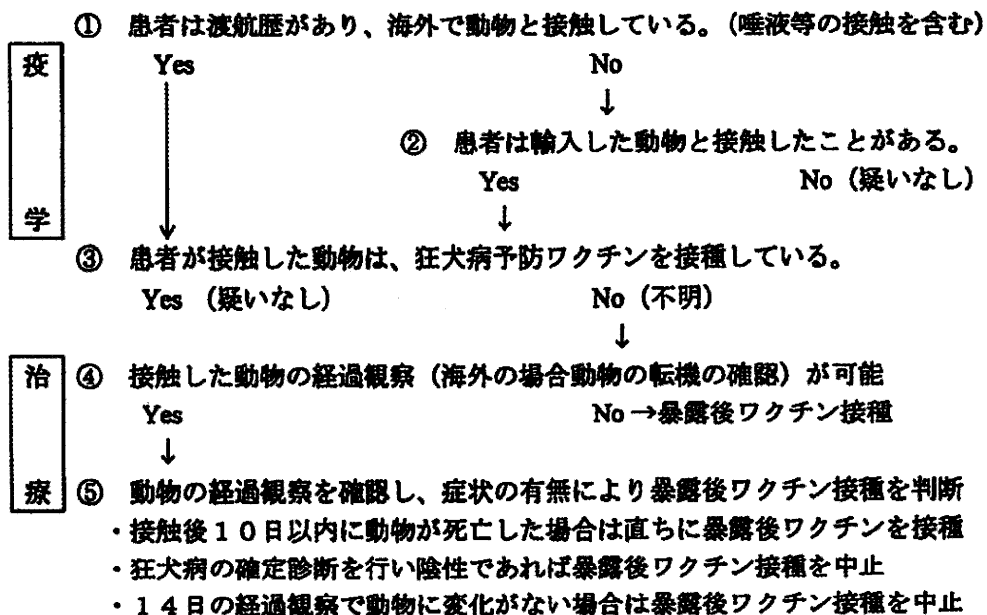 ① 患者は渡航歴があり、海外で動物と接触している。(唾液等の接触を含む)
疫学
Yes No
↓
② 患者は輸入した動物と接触したことがある。
Yes No（疑いなし）
↓
③ 患者が接触した動物は、狂犬病予防ワクチンを接種している。
Yes （疑いなし） No（不明）
↓
治療
④ 接触した動物の経過観察（海外の場合動物の転機の確認）が可能
Yes No→暴露後ワクチン接種
↓
⑤ 動物の経過観察を確認し、症状の有無により暴露後ワクチン接種を判断
・接触後１０日以内に動物が死亡した場合は直ちに暴露後ワクチンを接種
・狂犬病の確定診断を行い陰性であれば暴露後ワクチン接種を中止
・１４日の経過観察で動物に変化がない場合は暴露後ワクチン接種を中止